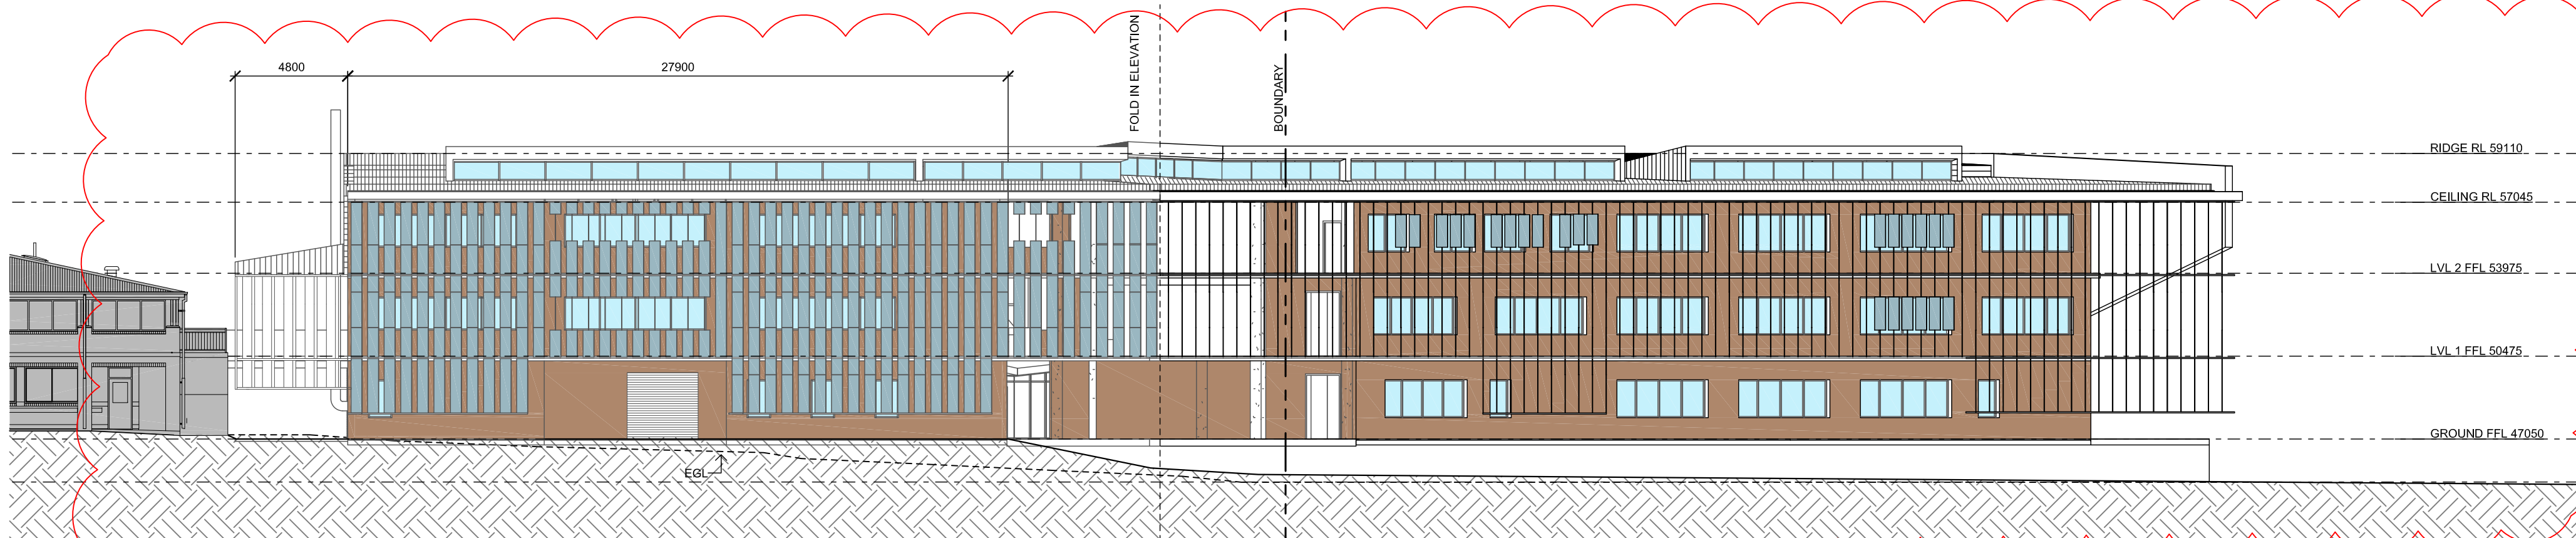 4800
27900
FOLD IN ELEVATION
BOUNDARY
RIDGE RL 59110
CEILING RL 57045
LVL 2 FFL 53975
LVL 1 FFL 50475
GROUND FFL 47050
EGL